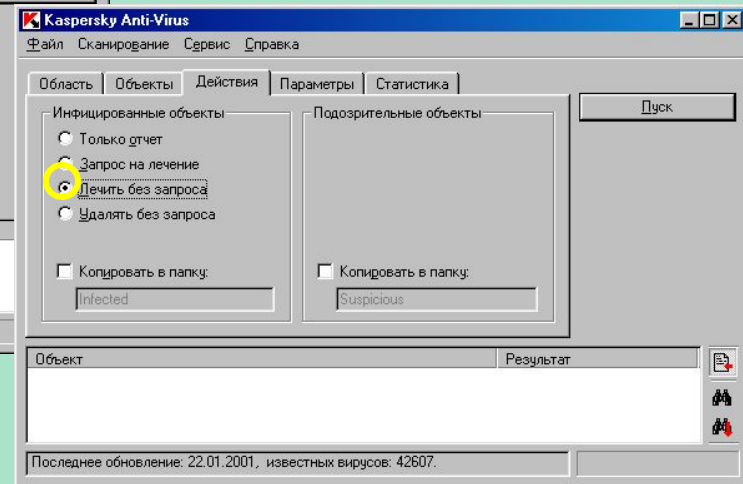 Kaspersky Anti-Virus
Файл Сканирование Сервис Справка
Область Объекты Действия Параметры Статистика
Пуск
Инфицированные объекты
Только отчет
Запрос на лечение
Лечить без запроса
Удалять без запроса
Копировать в папку:
Infected
Подозрительные объекты
Копировать в папку:
Suspicious
Объект Результат
Последнее обновление: 22.01.2001, известных вирусов: 42607.